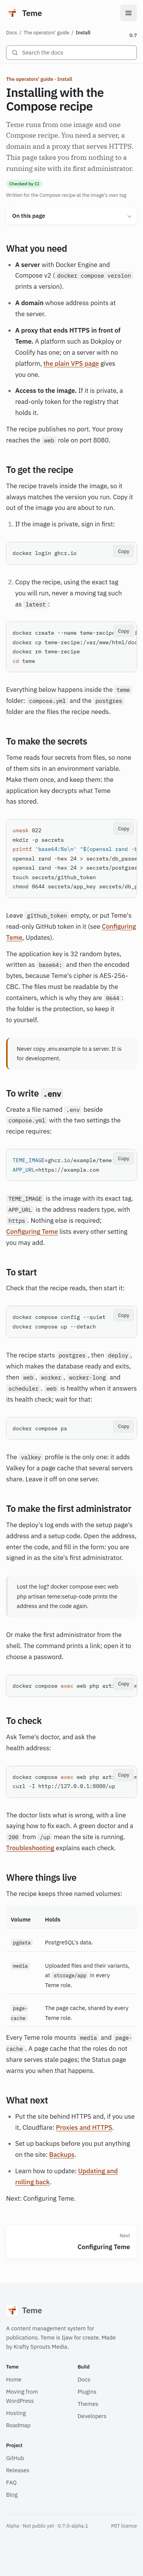 Teme
Docs / The operators' guide / Install
0.7
Search the docs
The operators' guide · Install
Installing with the
Compose recipe
Teme runs from one image and one
Compose recipe. You need a server, a
domain and a proxy that serves HTTPS.
This page takes you from nothing to a
running site with its first administrator.
Checked by CI
Written for the Compose recipe at the image's own tag
On this page
What you need
A server with Docker Engine and
Compose v2 ( docker compose version
prints a version).
A domain whose address points at
the server.
A proxy that ends HTTPS in front of
Teme. A platform such as Dokploy or
Coolify has one; on a server with no
platform, the plain VPS page gives
you one.
Access to the image. If it is private, a
read-only token for the registry that
holds it.
The recipe publishes no port. Your proxy
reaches the web role on port 8080.
To get the recipe
The recipe travels inside the image, so it
always matches the version you run. Copy it
out of the image you are about to run.
1. If the image is private, sign in first:
docker login ghcr.io
Copy
2. Copy the recipe, using the exact tag
you will run, never a moving tag such
as latest :
Copy
docker create --name teme-recipe
docker cp teme-recipe:/var/www/html/doc
docker rm teme-recipe
cd teme
Everything below happens inside the teme
folder: compose.yml and the postgres
folder are the files the recipe needs.
To make the secrets
Teme reads four secrets from files, so none
of them sits in an environment variable.
Make them once, and keep them: the
application key decrypts what Teme
has stored.
Copy
umask 022
mkdir -p secrets
printf 'base64:%s\n' "$(openssl rand -b
openssl rand -hex 24 > secrets/db_passw
openssl rand -hex 24 > secrets/postgres
touch secrets/github_token
chmod 0644 secrets/app_key secrets/db_p
Leave github_token empty, or put Teme's
read-only GitHub token in it (see Configuring
Teme, Updates).
The application key is 32 random bytes,
written as base64: and then the encoded
bytes, because Teme's cipher is AES-256-
CBC. The files must be readable by the
containers, which is why they are 0644 :
the folder is the protection, so keep it
to yourself.
Never copy .env.example to a server. It is
for development.
To write .env
Create a file named .env beside
compose.yml with the two settings the
recipe requires:
Copy
TEME_IMAGE=ghcr.io/example/teme
APP_URL=https://example.com
TEME_IMAGE is the image with its exact tag.
APP_URL is the address readers type, with
https . Nothing else is required;
Configuring Teme lists every other setting
you may add.
To start
Check that the recipe reads, then start it:
Copy
docker compose config --quiet
docker compose up --detach
The recipe starts postgres , then deploy ,
which makes the database ready and exits,
then web , worker , worker-long and
scheduler . web is healthy when it answers
its health check; wait for that:
docker compose ps
Copy
The valkey profile is the only one: it adds
Valkey for a page cache that several servers
share. Leave it off on one server.
To make the first administrator
The deploy's log ends with the setup page's
address and a setup code. Open the address,
enter the code, and fill in the form: you are
signed in as the site's first administrator.
Lost the log? docker compose exec web
php artisan teme:setup-code prints the
address and the code again.
Or make the first administrator from the
shell. The command prints a link; open it to
choose a password.
Copy
docker compose exec web php
To check
Ask Teme's doctor, and ask the
health address:
Copy
docker compose exec web php
curl -I http://127.0.0.1:8080/up
The doctor lists what is wrong, with a line
saying how to fix each. A green doctor and a
200 from /up mean the site is running.
Troubleshooting explains each check.
Where things live
The recipe keeps three named volumes:
Volume Holds
pgdata PostgreSQL's data.
media Uploaded files and their variants,
at storage/app in every
Teme role.
page-
cache The page cache, shared by every
Teme role.
Every Teme role mounts media and page-
cache . A page cache that the roles do not
share serves stale pages; the Status page
warns you when that happens.
What next
Put the site behind HTTPS and, if you use
it, Cloudflare: Proxies and HTTPS.
Set up backups before you put anything
on the site: Backups.
Learn how to update: Updating and
rolling back.
Next: Configuring Teme.
Next
Configuring Teme
Teme
A content management system for
publications. Teme is Ijaw for create. Made
by Krafty Sprouts Media.
Teme
Home
Moving from
WordPress
Hosting
Roadmap
Build
Docs
Plugins
Themes
Developers
Project
GitHub
Releases
FAQ
Blog
Alpha · Not public yet · 0.7.0-alpha.1
MIT licence